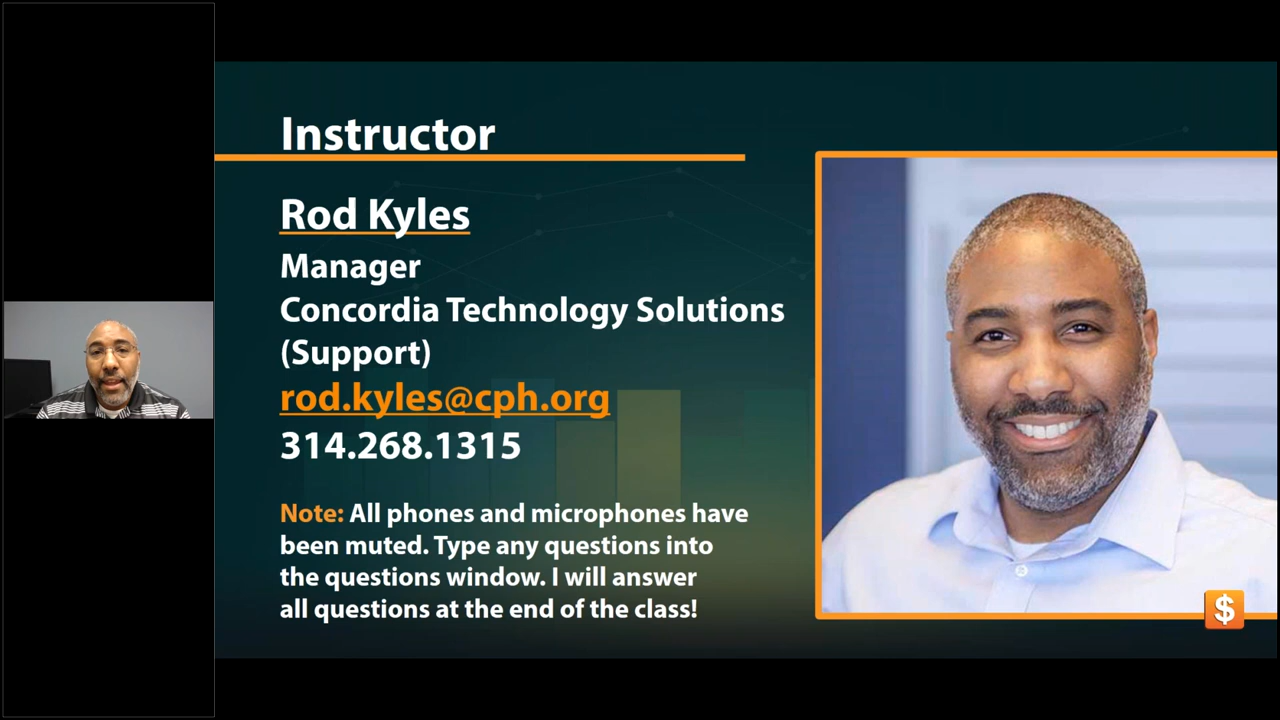 Instructor
Rod Kyles
Manager
Concordia Technology Solutions
(Support)
rod.kyles@cph.org
314.268.1315
Note: All phones and microphones have
been muted. Type any questions into
the questions window. I will answer
all questions at the end of the class!
$